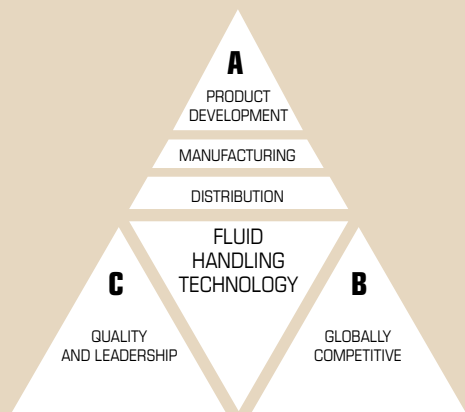 A
PRODUCT
DEVELOPMENT
MANUFACTURING
DISTRIBUTION
FLUID
HANDLING
TECHNOLOGY
C
QUALITY
AND LEADERSHIP
B
GLOBALLY
COMPETITIVE